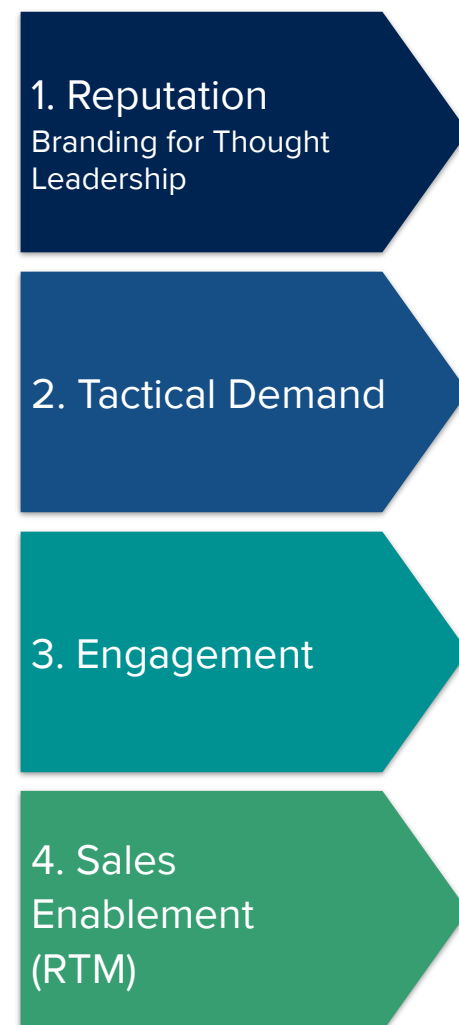 1. Reputation
Branding for Thought
Leadership
2. Tactical Demand
3. Engagement
4. Sales
Enablement
(RTM)